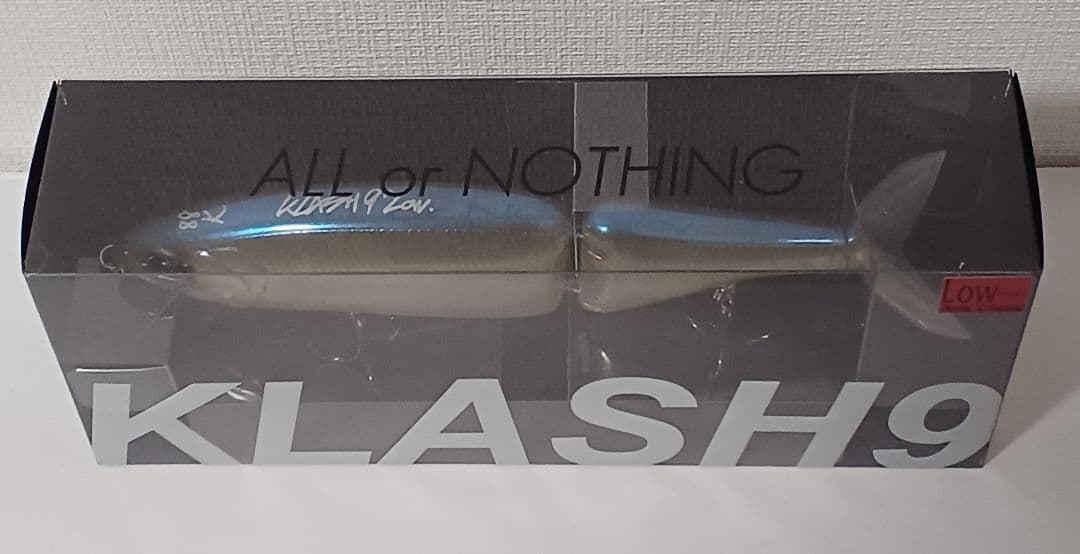 ALL or NOTHING
KLASH9 Low.
LOW
KLASH9